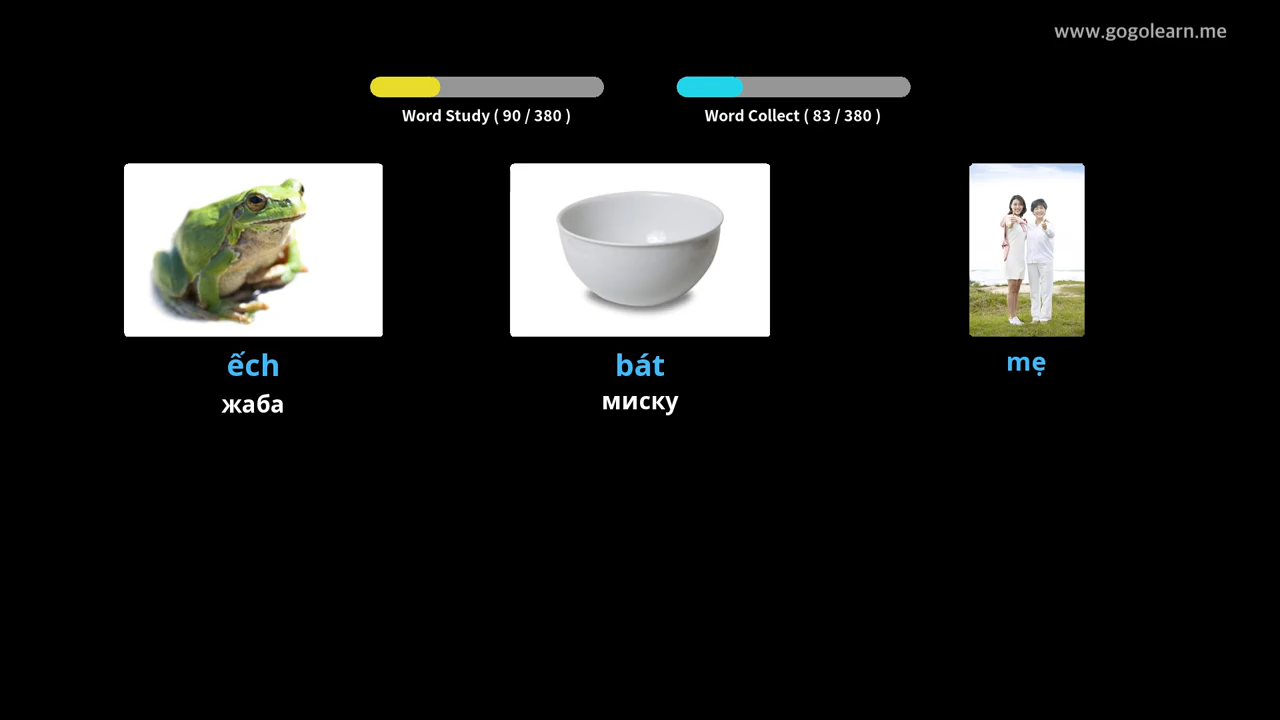 www.gogolearn.me
Word Study ( 90 / 380 )
Word Collect ( 83 / 380 )
ếch
жаба
bát
миску
mẹ